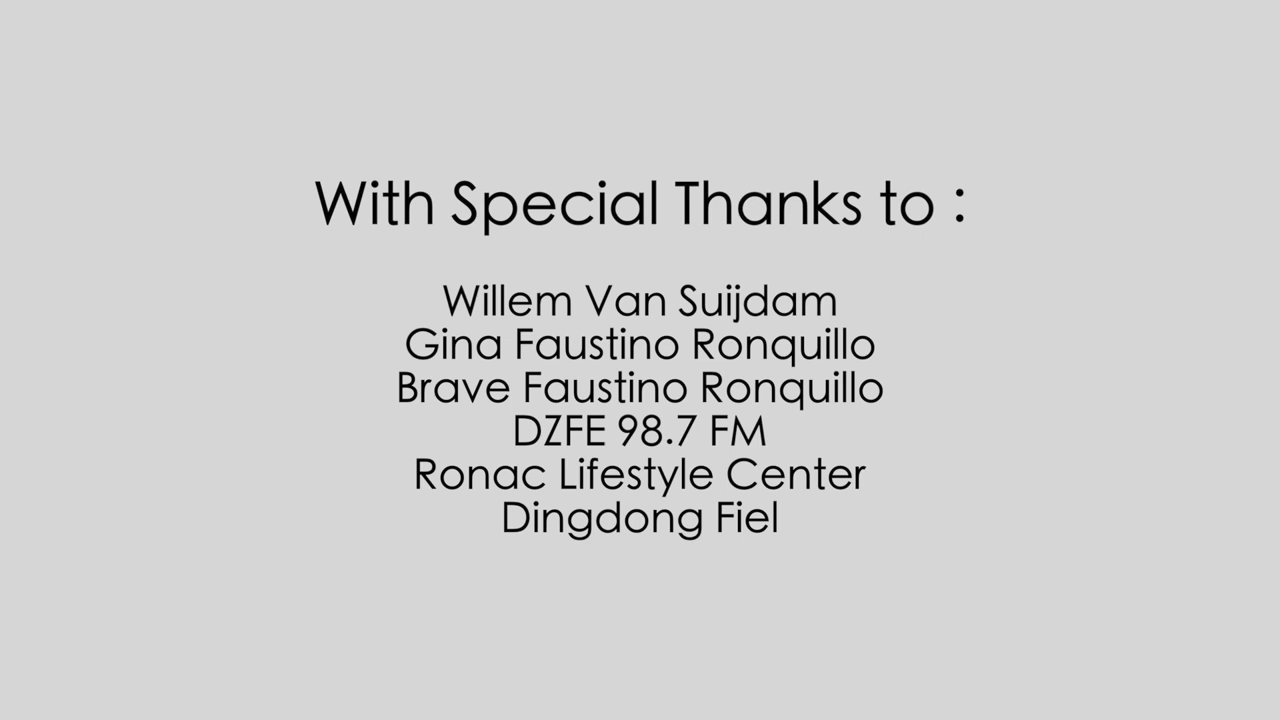 With Special Thanks to :
Willem Van Suijdam
Gina Faustino Ronquillo
Brave Faustino Ronquillo
DZFE 98.7 FM
Ronac Lifestyle Center
Dingdong Fiel